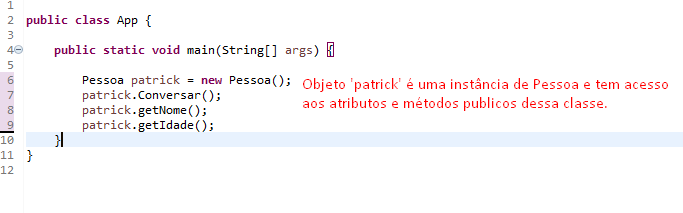 1
2 public class App {
3
4 public static void main(String[] args) {
5
6 Pessoa patrick = new Pessoa(); Objeto 'patrick' é uma instância de Pessoa e tem acesso
7 patrick.Conversar(); aos atributos e métodos publicos dessa classe.
8 patrick.getNome();
9 patrick.getIdade();
10 }
11 }
12